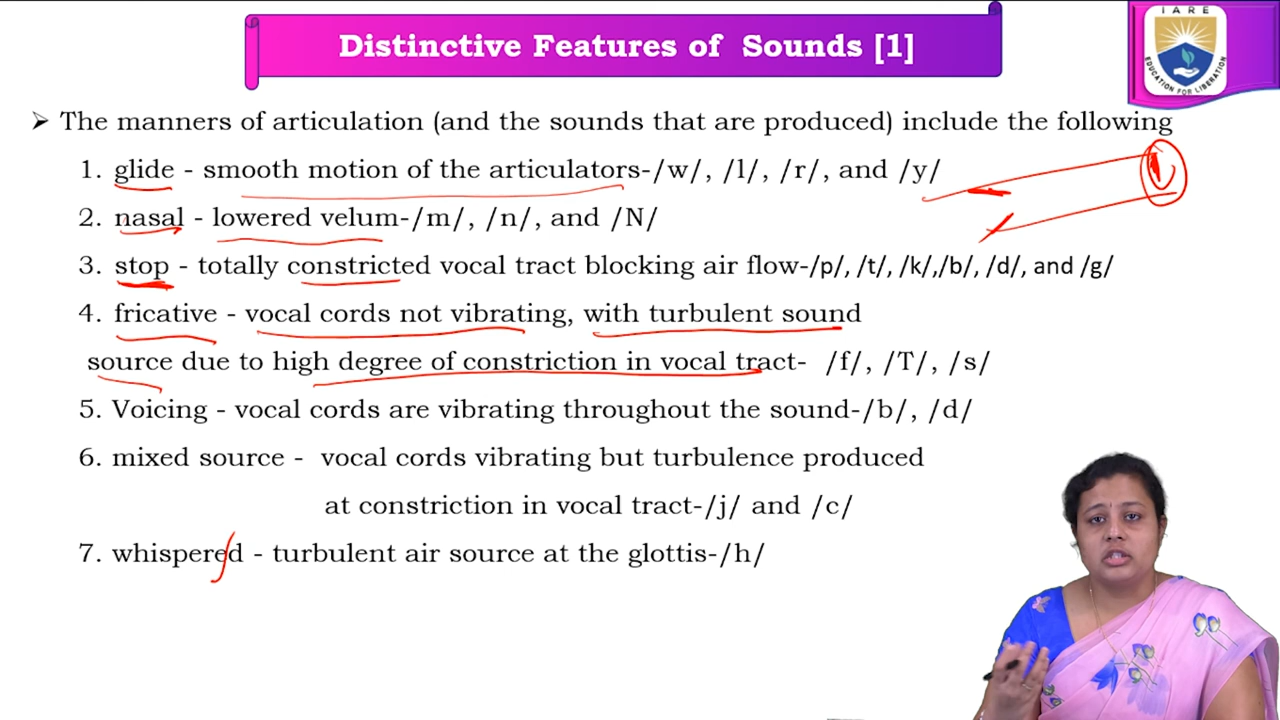 Distinctive Features of Sounds [1]
IARE
EDUCATION FOR LIBERATION
➤ The manners of articulation (and the sounds that are produced) include the following
1. glide - smooth motion of the articulators-/w/, /l/, /r/, and /y/
2. nasal - lowered velum-/m/, /n/, and /N/
3. stop - totally constricted vocal tract blocking air flow-/p/, /t/, /k/,/b/, /d/, and /g/
4. fricative - vocal cords not vibrating, with turbulent sound
source due to high degree of constriction in vocal tract- /f/, /T/, /s/
5. Voicing - vocal cords are vibrating throughout the sound-/b/, /d/
6. mixed source - vocal cords vibrating but turbulence produced
at constriction in vocal tract-/j/ and /c/
7. whispered - turbulent air source at the glottis-/h/